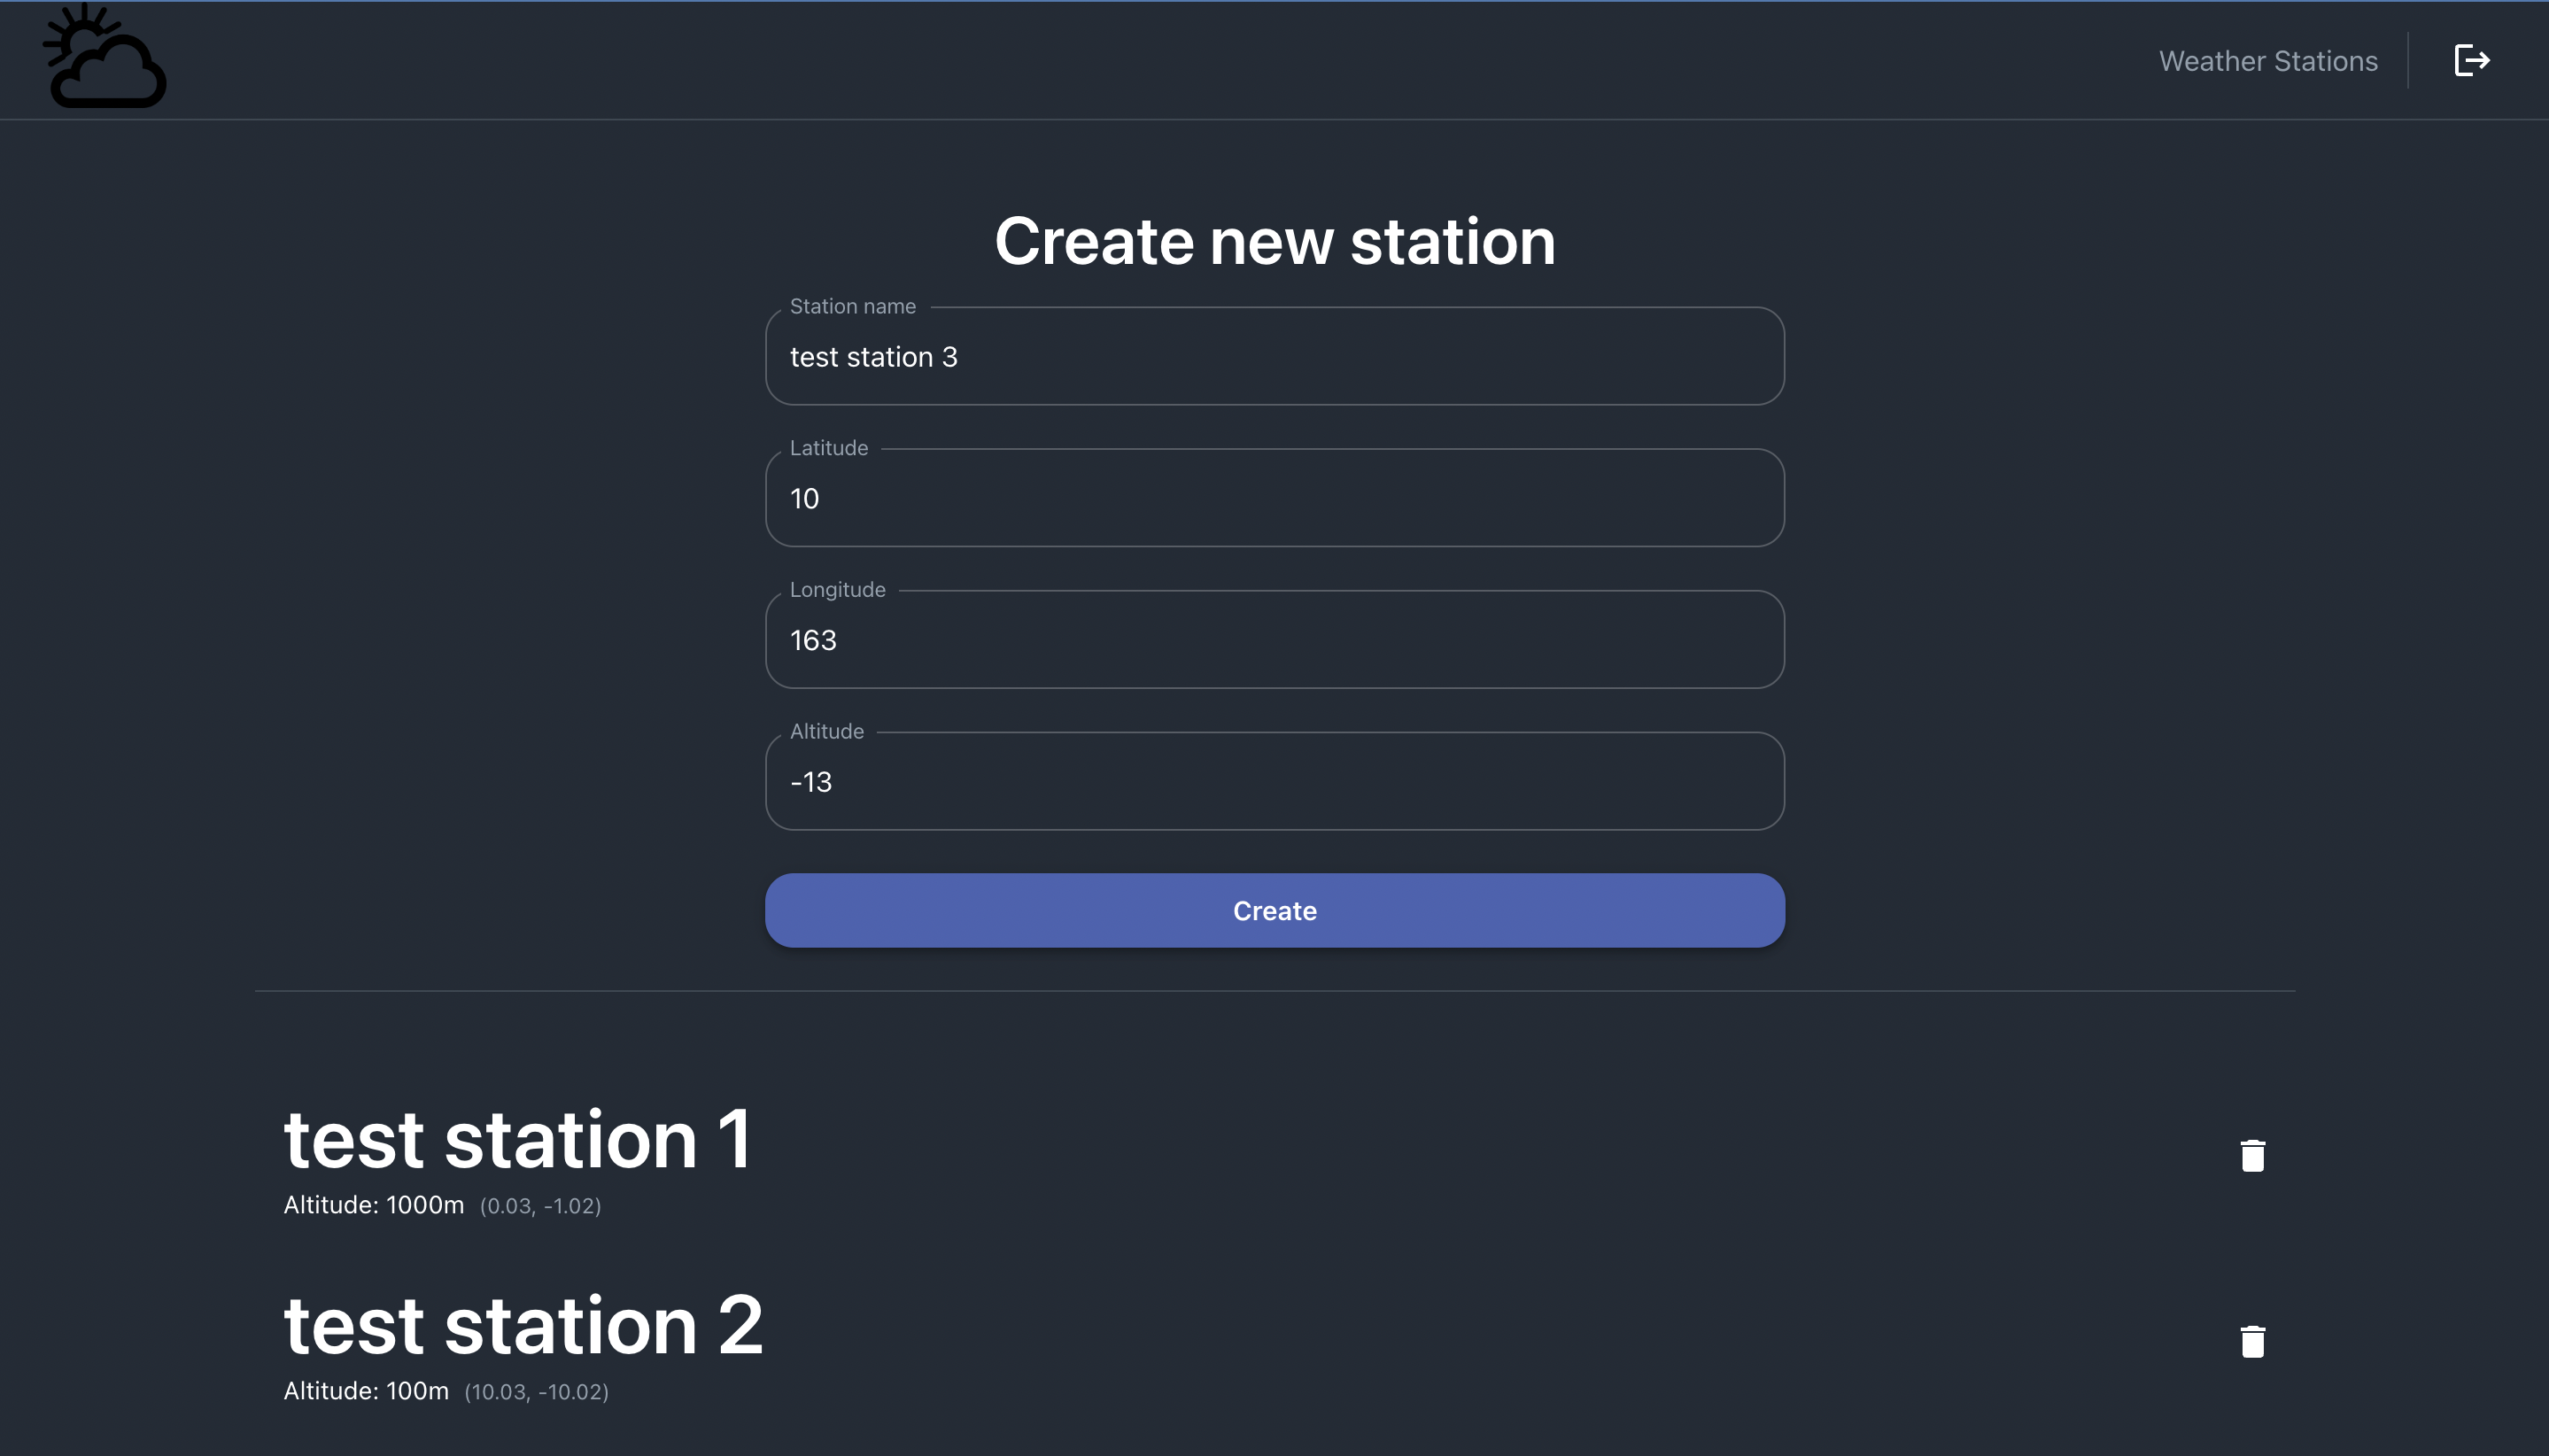 Weather Stations
Create new station
Station name
test station 3
Latitude
10
Longitude
163
Altitude
-13
Create
test station 1
Altitude: 1000m (0.03, -1.02)
test station 2
Altitude: 100m (10.03, -10.02)